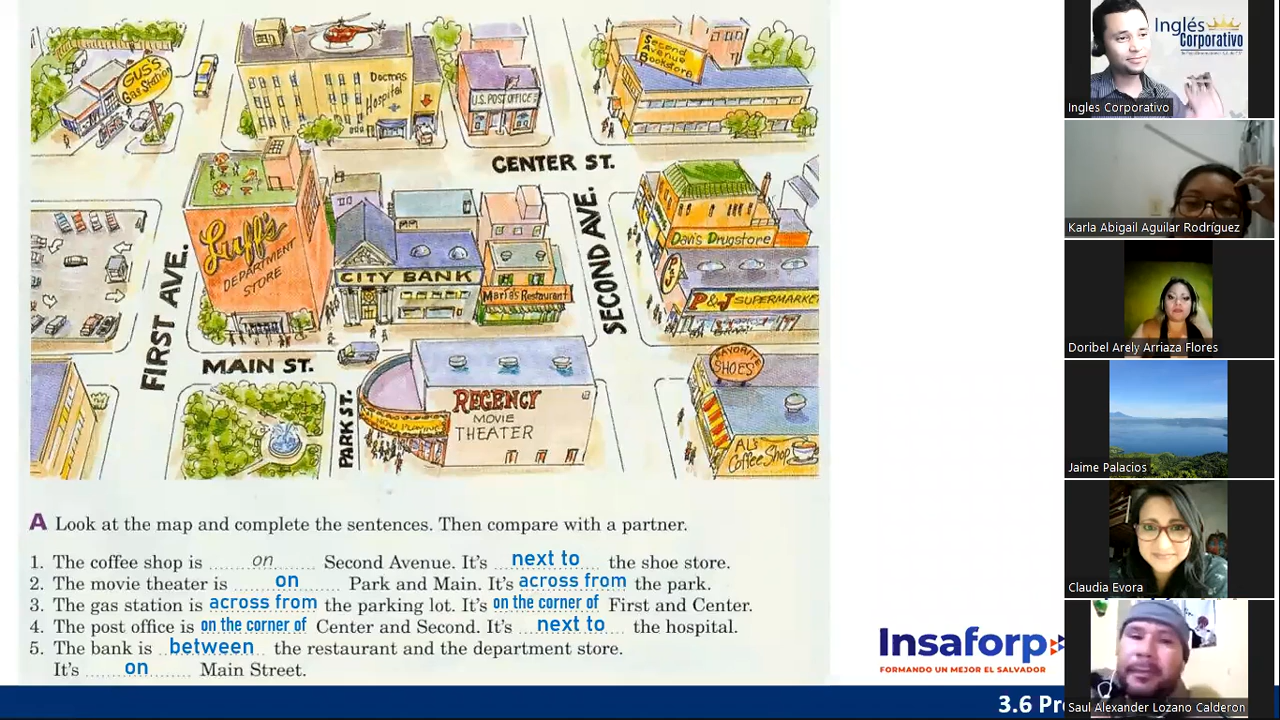 GUS'S
Gas Station
Doctors
Hospital
U.S. POST OFFICE
Second
Avenue
Bookstore
CENTER ST.
Luff's
DEPARTMENT
STORE
CITY BANK
Maria's Restaurant
Dan's Drugstore
P&J
P&J SUPERMARKET
FIRST AVE.
SECOND AVE.
MAIN ST.
PARK ST.
NOW PLAYING
REGENCY
MOVIE
THEATER
FAVORITE
SHOES
AL'S
Coffee Shop
A Look at the map and complete the sentences. Then compare with a partner.
1. The coffee shop is on Second Avenue. It's next to the shoe store.
2. The movie theater is on Park and Main. It's across from the park.
3. The gas station is across from the parking lot. It's on the corner of First and Center.
4. The post office is on the corner of Center and Second. It's next to the hospital.
5. The bank is between the restaurant and the department store.
It's on Main Street.
Insaforp
FORMANDO UN MEJOR EL SALVADOR
3.6 Pr
Inglés
Corporativo
Ingles Corporativo
Karla Abigail Aguilar Rodríguez
Doribel Arely Arriaza Flores
Jaime Palacios
Claudia Evora
Saul Alexander Lozano Calderon